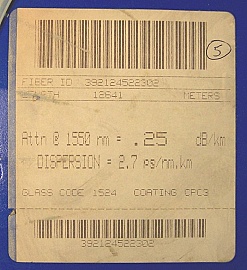 5
FIBER ID 392124522302
LENGTH 12641 METERS
Attn @ 1550 nm = .25 dB/km
DISPERSION = 2.7 ps/nm.km
GLASS CODE 1524 COATING CPC3
392124522302